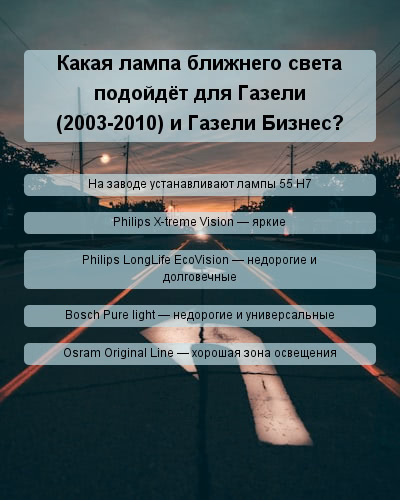 Какая лампа ближнего света
подойдёт для Газели
(2003-2010) и Газели Бизнес?
На заводе устанавливают лампы 55 H7
Philips X-treme Vision — яркие
Philips LongLife EcoVision — недорогие и
долговечные
Bosch Pure light — недорогие и универсальные
Osram Original Line — хорошая зона освещения